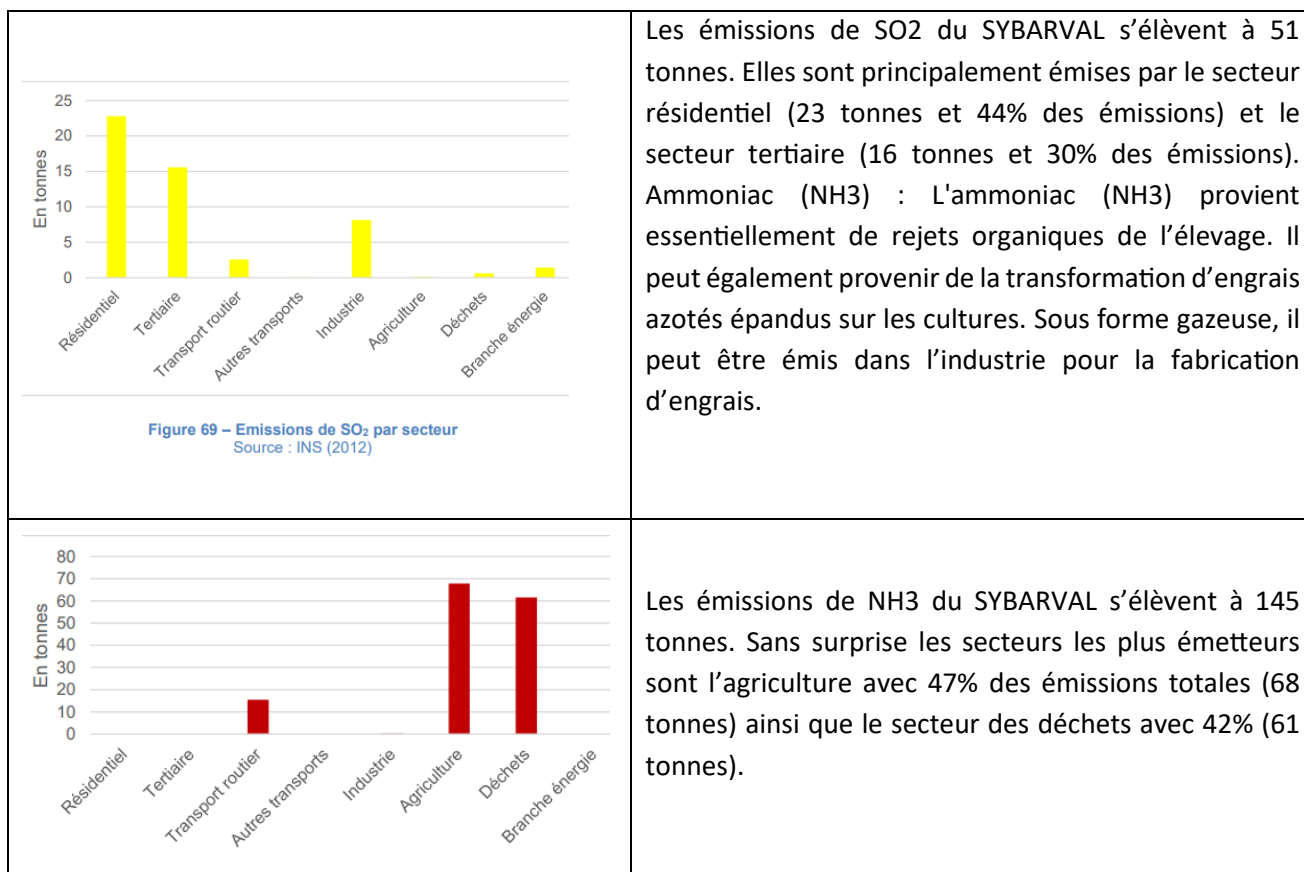 25
20
15
10
5
0
En tonnes
Résidentiel
Tertiaire
Transport routier
Autres transports
Industrie
Agriculture
Déchets
Branche énergie
Figure 69 – Emissions de SO₂ par secteur
Source : INS (2012)
Les émissions de SO2 du SYBARVAL s’élèvent à 51
tonnes. Elles sont principalement émises par le secteur
résidentiel (23 tonnes et 44% des émissions) et le
secteur tertiaire (16 tonnes et 30% des émissions).
Ammoniac (NH3) : L'ammoniac (NH3) provient
essentiellement de rejets organiques de l’élevage. Il
peut également provenir de la transformation d’engrais
azotés épandus sur les cultures. Sous forme gazeuse, il
peut être émis dans l’industrie pour la fabrication
d’engrais.
80
70
60
50
40
30
20
10
0
En tonnes
Résidentiel
Tertiaire
Transport routier
Autres transports
Industrie
Agriculture
Déchets
Branche énergie
Les émissions de NH3 du SYBARVAL s’élèvent à 145
tonnes. Sans surprise les secteurs les plus émetteurs
sont l’agriculture avec 47% des émissions totales (68
tonnes) ainsi que le secteur des déchets avec 42% (61
tonnes).